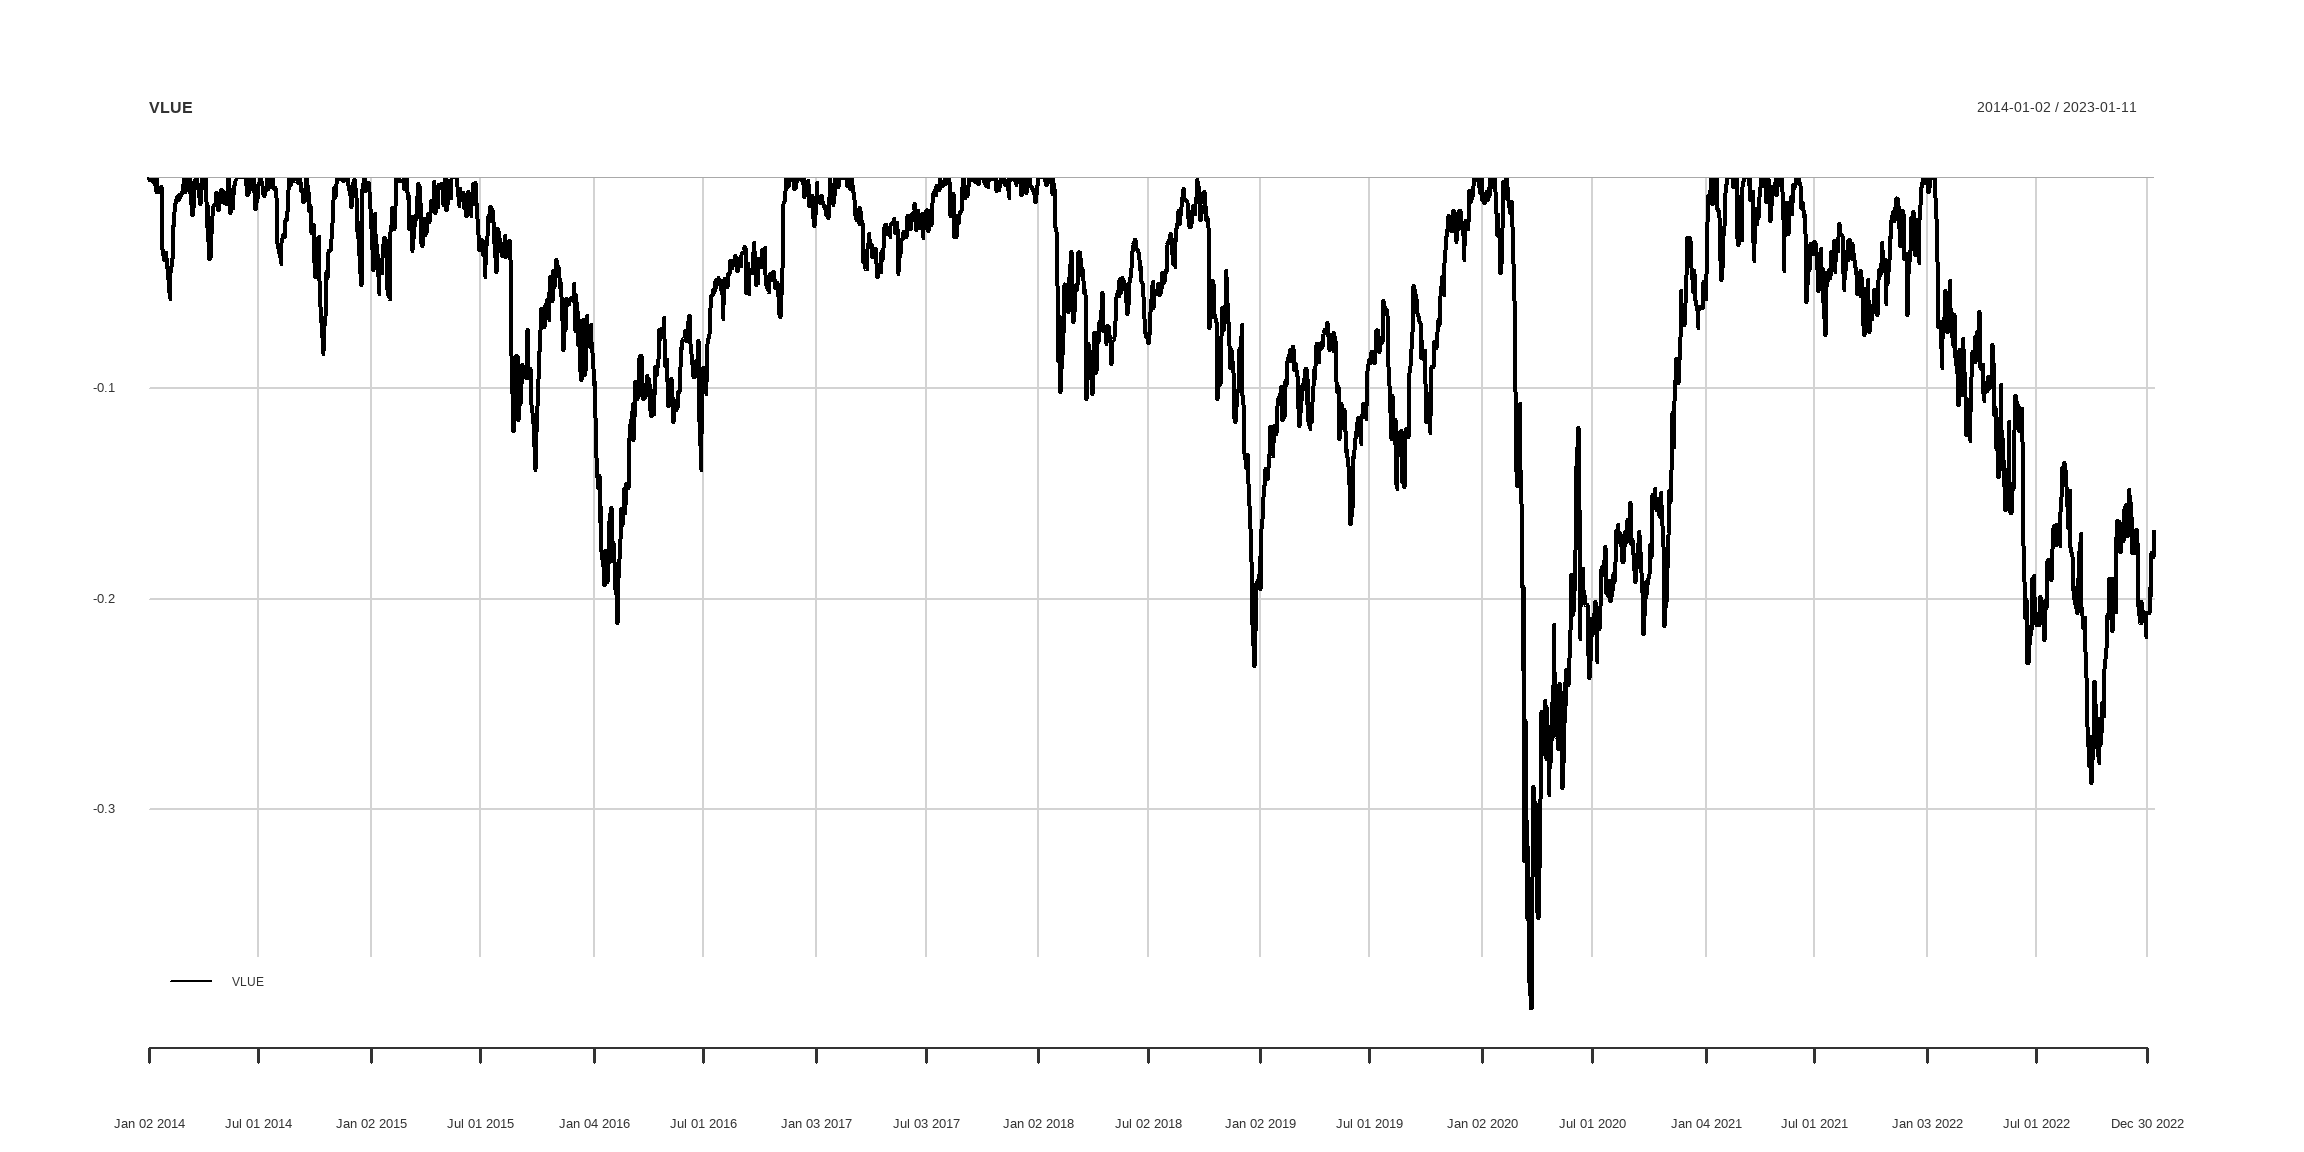 VLUE
2014-01-02 / 2023-01-11
-0.1
-0.2
-0.3
VLUE
Jan 02 2014
Jul 01 2014
Jan 02 2015
Jul 01 2015
Jan 04 2016
Jul 01 2016
Jan 03 2017
Jul 03 2017
Jan 02 2018
Jul 02 2018
Jan 02 2019
Jul 01 2019
Jan 02 2020
Jul 01 2020
Jan 04 2021
Jul 01 2021
Jan 03 2022
Jul 01 2022
Dec 30 2022